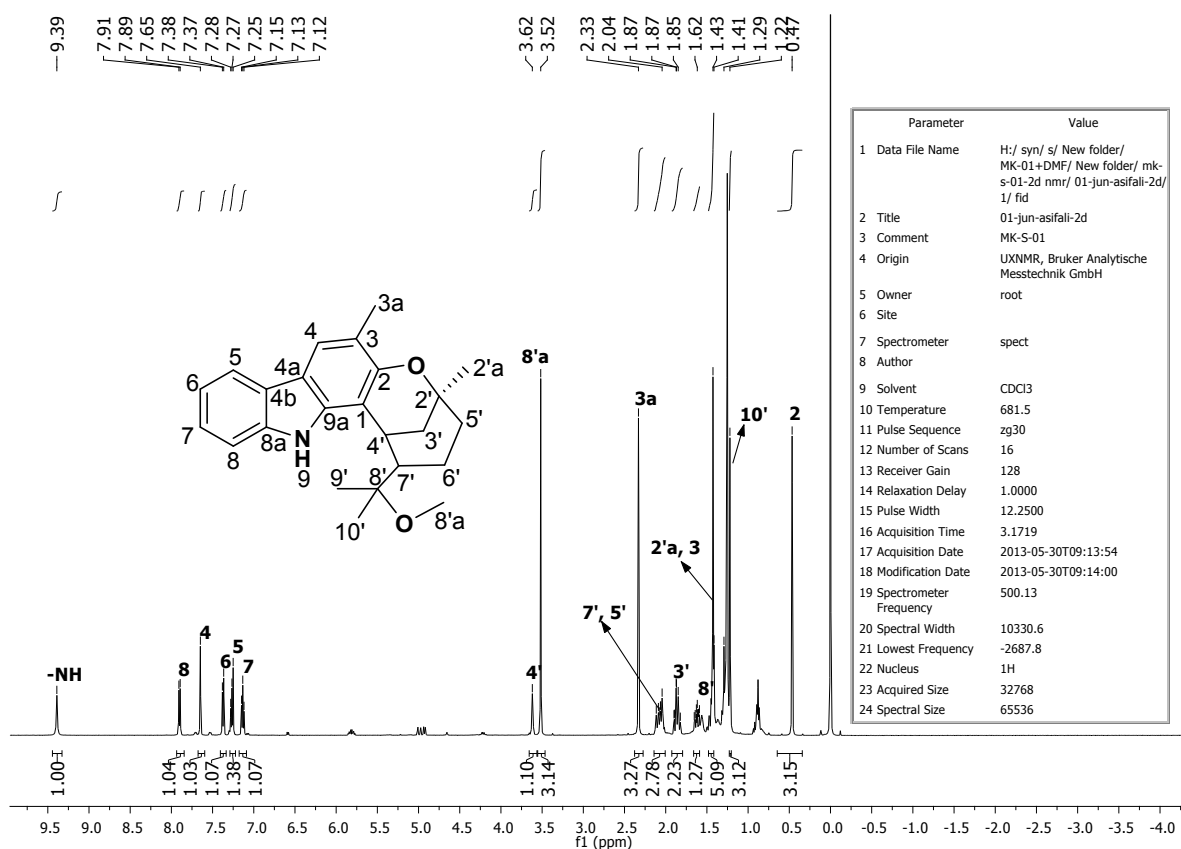 9.39
7.91
7.89
7.65
7.38
7.37
7.28
7.27
7.25
7.15
7.13
7.12
3.62
3.52
2.33
2.04
1.87
1.87
1.85
1.62
1.43
1.41
1.29
1.22
0.47
Parameter Value
1 Data File Name H:/ syn/ s/ New folder/
MK-01+DMF/ New folder/ mk-
s-01-2d nmr/ 01-jun-asifali-2d/
1/ fid
2 Title 01-jun-asifali-2d
3 Comment MK-S-01
4 Origin UXNMR, Bruker Analytische
Messtechnik GmbH
5 Owner root
6 Site
7 Spectrometer spect
8 Author
9 Solvent CDCl3
10 Temperature 681.5
11 Pulse Sequence zg30
12 Number of Scans 16
13 Receiver Gain 128
14 Relaxation Delay 1.0000
15 Pulse Width 12.2500
16 Acquisition Time 3.1719
17 Acquisition Date 2013-05-30T09:13:54
18 Modification Date 2013-05-30T09:14:00
19 Spectrometer 500.13
Frequency
20 Spectral Width 10330.6
21 Lowest Frequency -2687.8
22 Nucleus 1H
23 Acquired Size 32768
24 Spectral Size 65536
3a
4 3
5 4a O
6 4b 2 2'a
9a 1 2' 5'
7 8a N 4' 3'
8 H 9 9' 8' 7' 6'
10' O 8'a
8'a
3a
10'
2
2'a, 3
7', 5'
3'
8'
4'
-NH
8
4
6
5
7
1.00
1.04
1.03
1.07
1.38
1.07
1.10
3.14
3.27
2.78
2.23
1.27
5.09
3.12
3.15
9.5 9.0 8.5 8.0 7.5 7.0 6.5 6.0 5.5 5.0 4.5 4.0 3.5 3.0 2.5 2.0 1.5 1.0 0.5 0.0 -0.5 -1.0 -1.5 -2.0 -2.5 -3.0 -3.5 -4.0
f1 (ppm)